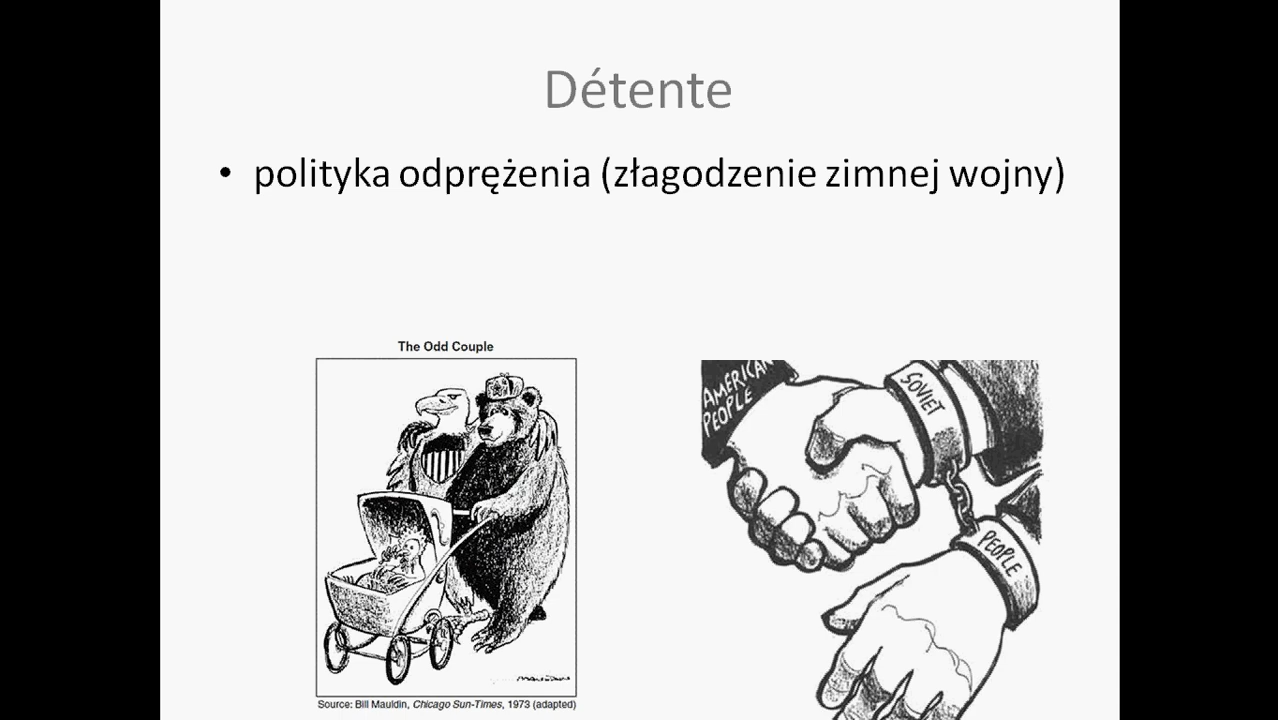 Détente
• polityka odprężenia (złagodzenie zimnej wojny)
The Odd Couple
MAULDIN
Source: Bill Mauldin, Chicago Sun-Times, 1973 (adapted)
AMERICAN
PEOPLE
SOVIET
PEOPLE